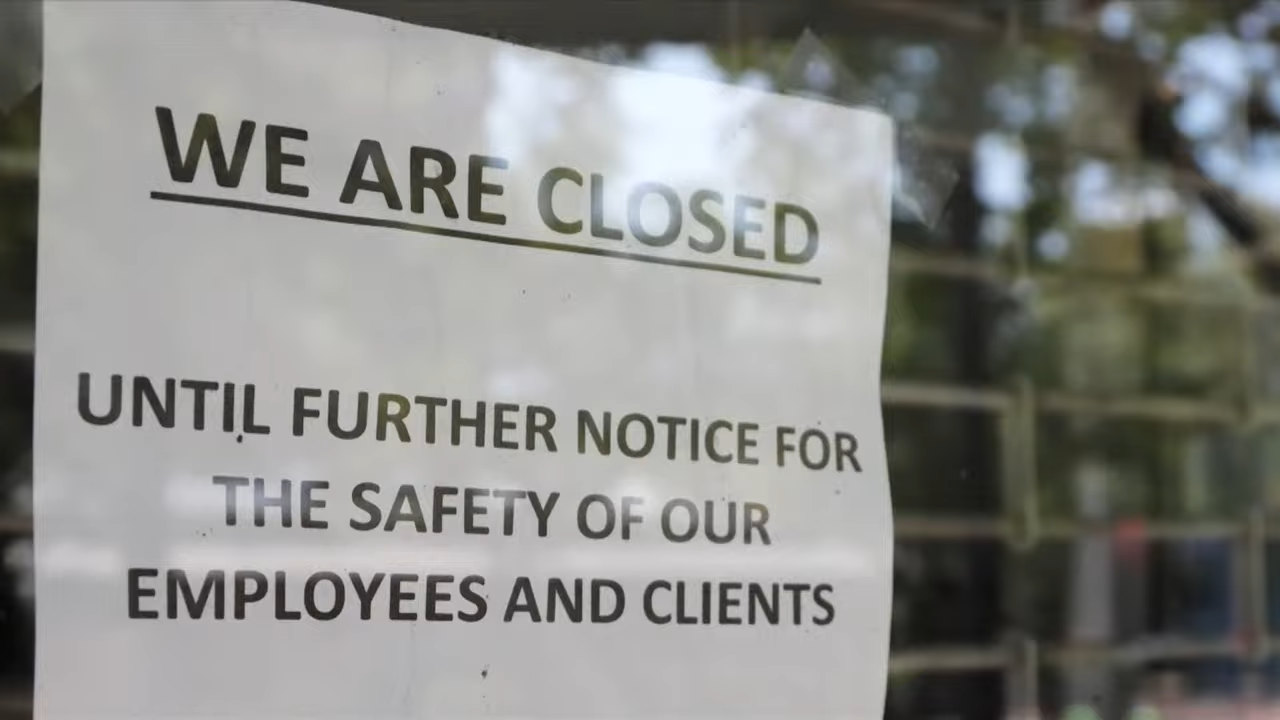 WE ARE CLOSED
UNTIL FURTHER NOTICE FOR
THE SAFETY OF OUR
EMPLOYEES AND CLIENTS